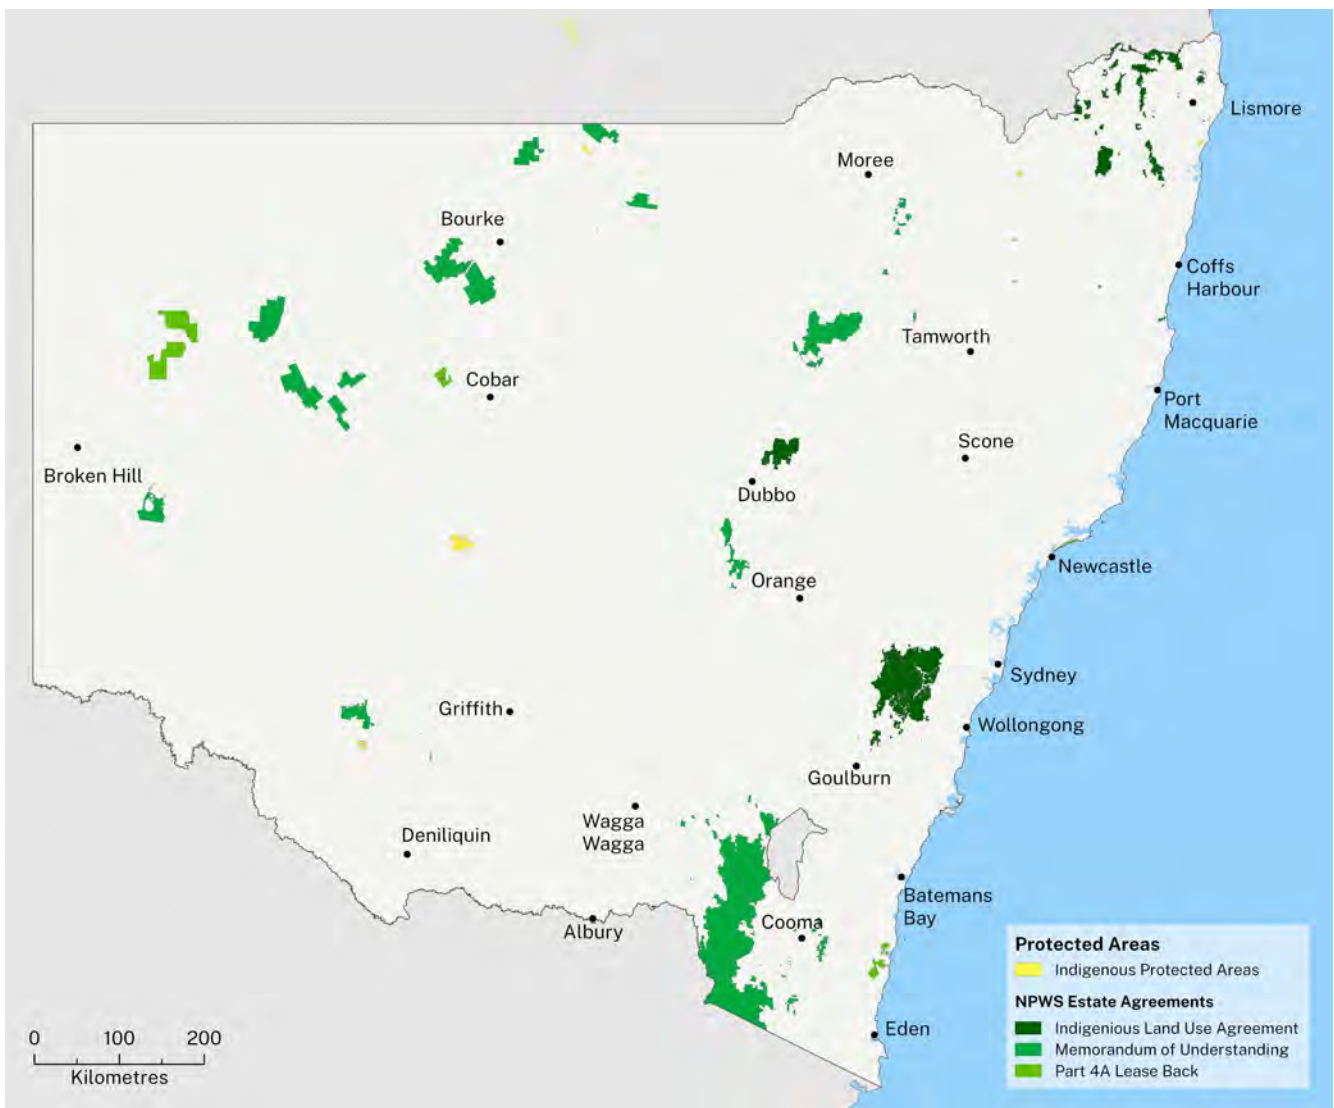 Lismore
Moree
Bourke
Coffs
Harbour
Tamworth
Cobar
Port
Macquarie
Scone
Broken Hill
Dubbo
Newcastle
Orange
Sydney
Griffith
Wollongong
Goulburn
Wagga
Wagga
Deniliquin
Batemans
Bay
Cooma
Albury
Eden
Protected Areas
Indigenous Protected Areas
NPWS Estate Agreements
Indigenious Land Use Agreement
Memorandum of Understanding
Part 4A Lease Back
0 100 200
Kilometres